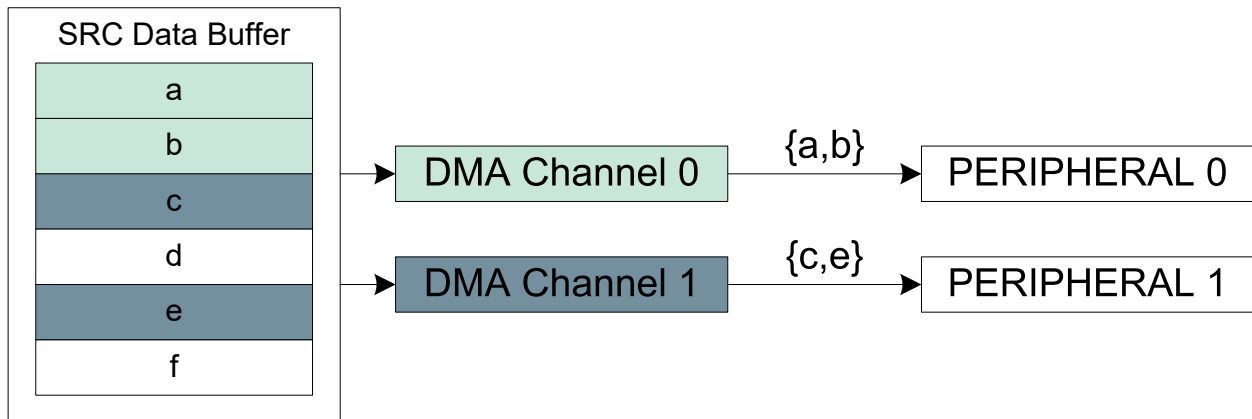 SRC Data Buffer
a
b
c
d
e
f
DMA Channel 0
{a,b}
PERIPHERAL 0
DMA Channel 1
{c,e}
PERIPHERAL 1